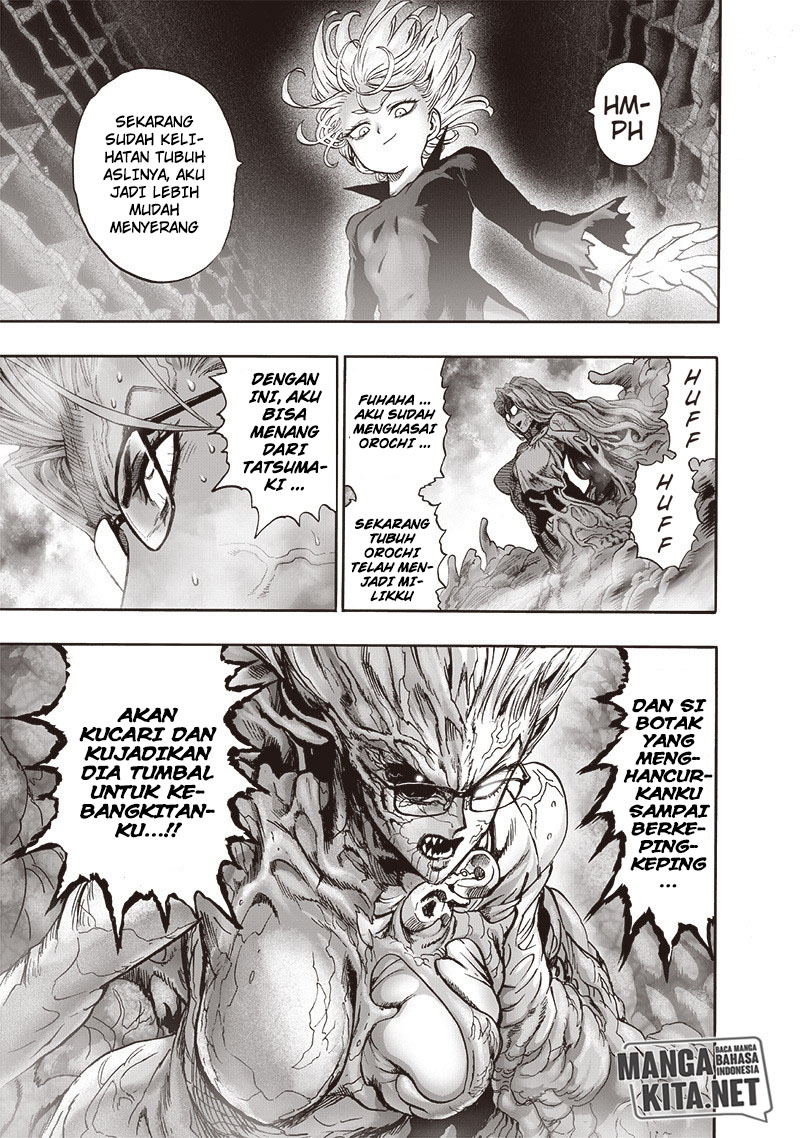 HM-
PH
SEKARANG
SUDAH KELI-
HATAN TUBUH
ASLINYA, AKU
JADI LEBIH
MUDAH
MENYERANG
HUFF
HUFF
FUHAHA ...
AKU SUDAH
MENGUASAI
OROCHI
SEKARANG
TUBUH
OROCHI
TELAH MEN-
JADI MI-
LIKKU
DENGAN
INI, AKU
BISA
MENANG
DARI
TATSUMA-
KI ...
DAN SI
BOTAK
YANG
MENG-
HANCUR-
KANKU
SAMPAI
BERKE-
PING-
KEPING
...
AKAN
KUCARI DAN
KUJADIKAN
DIA TUMBAL
UNTUK KE-
BANGKITAN-
KU...!!
MANGA
KITA.NET
BACA MANGA
BAHASA
INDONESIA